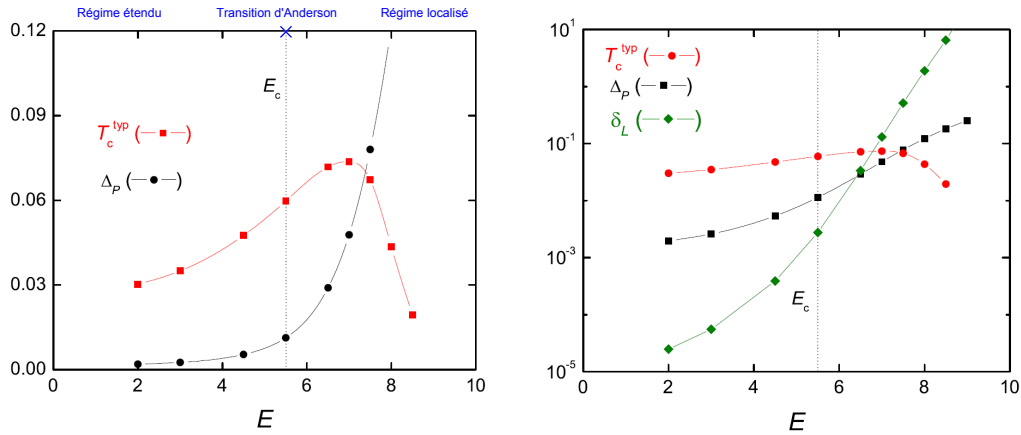 Régime étendu Transition d'Anderson Régime localisé
0.12
0.09
0.06
0.03
0.00
E_c
T_c^typ (—■—)
Δ_P (—●—)
0 2 4 6 8 10
E
10^1
10^-1
10^-3
10^-5
T_c^typ (—●—)
Δ_P (—■—)
δ_L (—◆—)
E_c
0 2 4 6 8 10
E